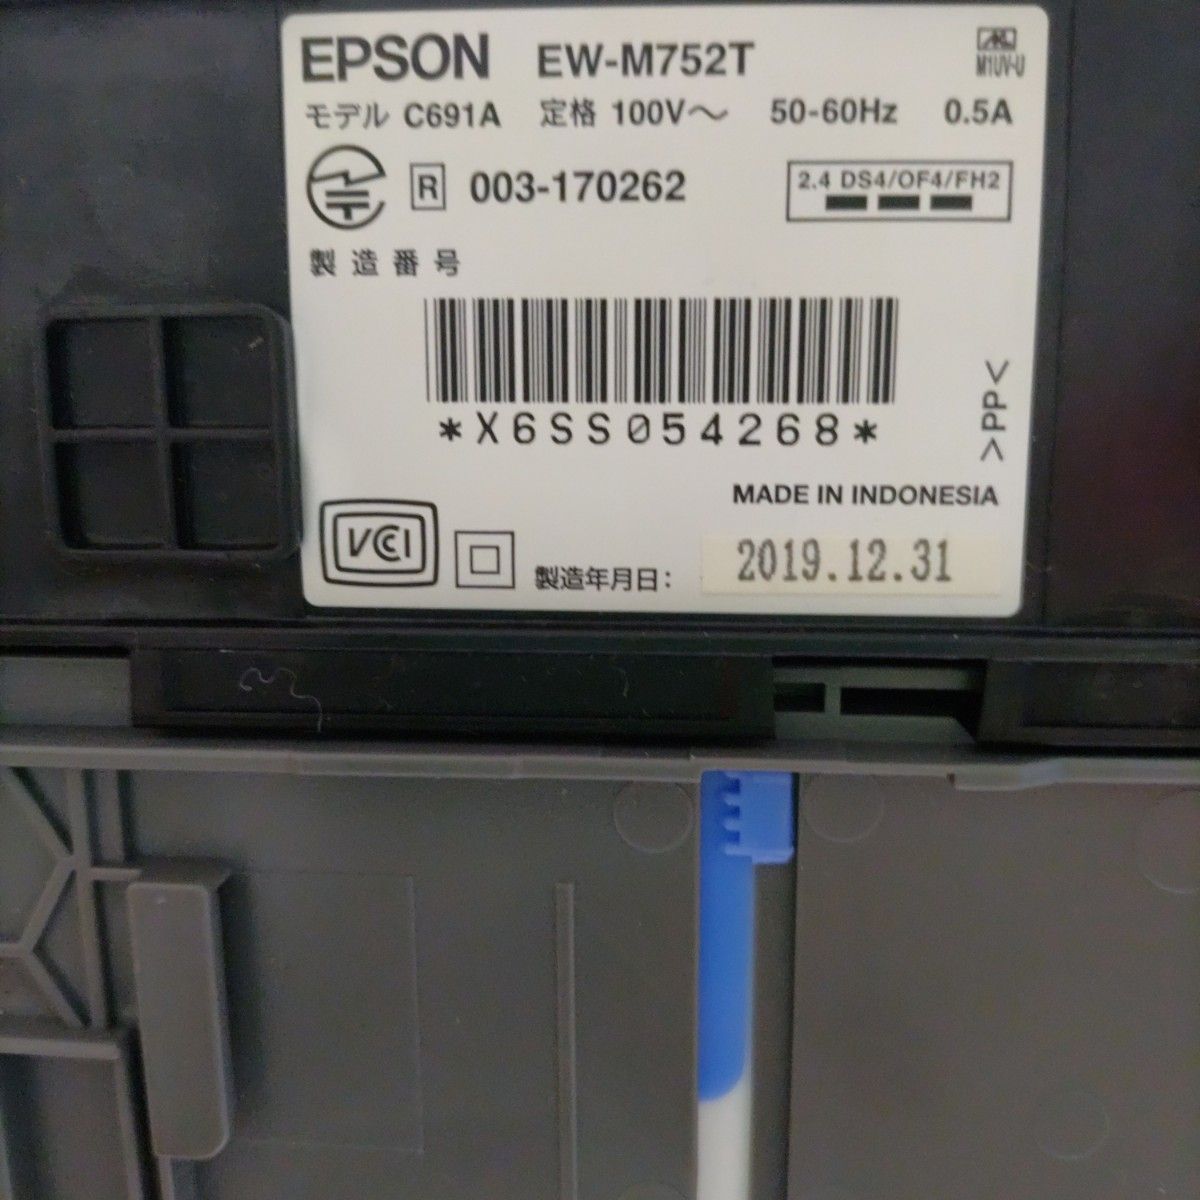 EPSON EW-M752T
M1UV-U
モデル C691A 定格 100V〜 50-60Hz 0.5A
R 003-170262
2.4 DS4/OF4/FH2
製造番号
*X6SS054268*
>PP<
MADE IN INDONESIA
VCCI
製造年月日: 2019.12.31